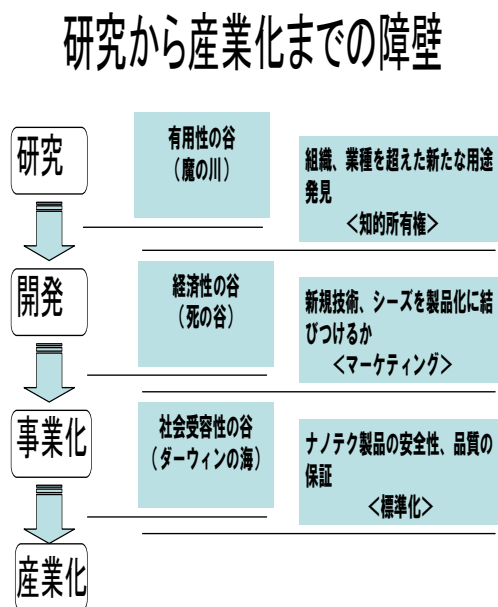 研究から産業化までの障壁
研究
有用性の谷
（魔の川）
組織、業種を超えた新たな用途
発見
＜知的所有権＞
開発
経済性の谷
（死の谷）
新規技術、シーズを製品化に結
びつけるか
＜マーケティング＞
事業化
社会受容性の谷
（ダーウィンの海）
ナノテク製品の安全性、品質の
保証
＜標準化＞
産業化